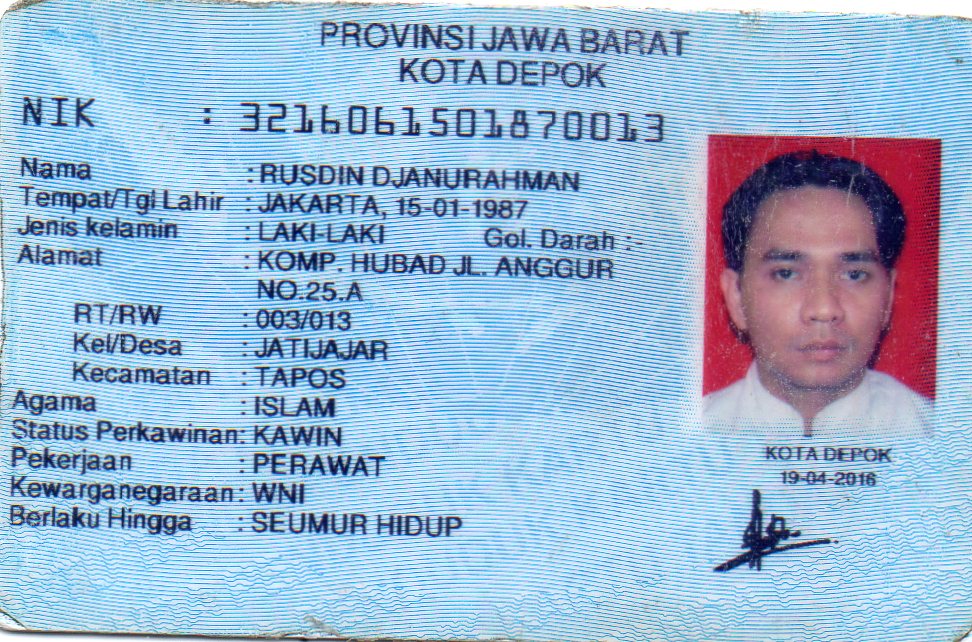 PROVINSI JAWA BARAT
KOTA DEPOK
NIK : 3216061501870013
Nama : RUSDIN DJANURAHMAN
Tempat/Tgl Lahir : JAKARTA, 15-01-1987
Jenis kelamin : LAKI-LAKI Gol. Darah :-
Alamat : KOMP. HUBAD JL. ANGGUR
NO.25.A
RT/RW : 003/013
Kel/Desa : JATIJAJAR
Kecamatan : TAPOS
Agama : ISLAM
Status Perkawinan: KAWIN
Pekerjaan : PERAWAT
Kewarganegaraan: WNI
Berlaku Hingga : SEUMUR HIDUP
KOTA DEPOK
19-04-2016